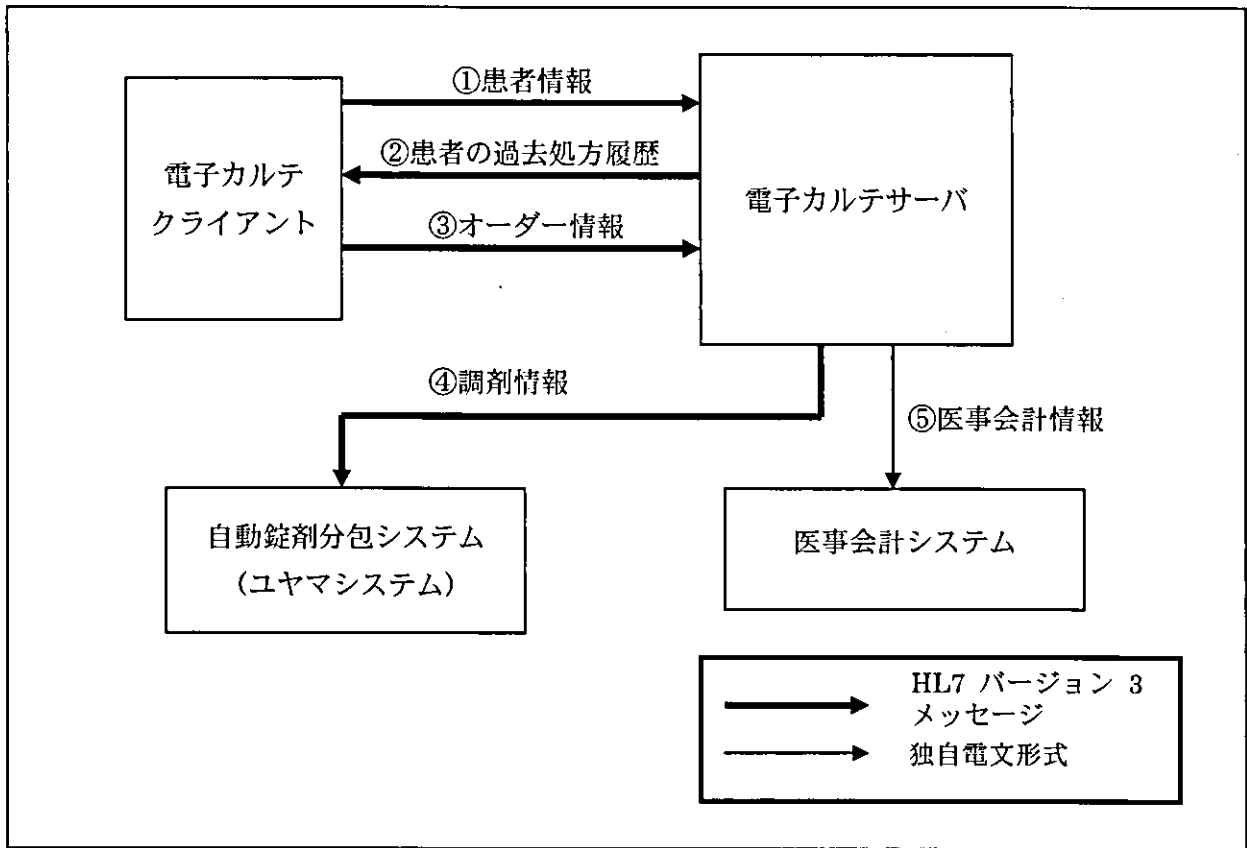 ①患者情報
②患者の過去処方履歴
③オーダー情報
電子カルテ
クライアント
電子カルテサーバ
④調剤情報
⑤医事会計情報
自動錠剤分包システム
(ユヤマシステム)
医事会計システム
HL7 バージョン 3
メッセージ
独自電文形式